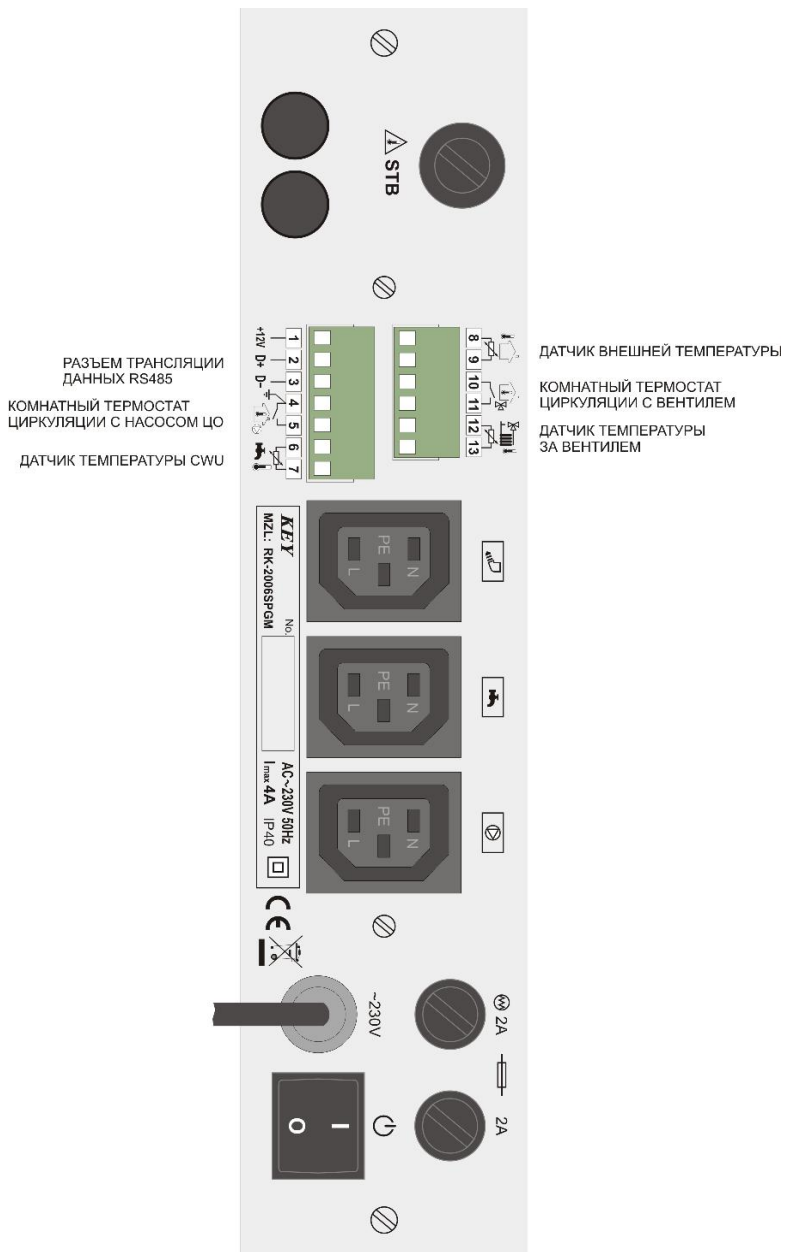 STB
+12V
D+
D-
1
2
3
4
5
6
7
8
9
10
11
12
13
РАЗЪЕМ ТРАНСЛЯЦИИ
ДАННЫХ RS485
КОМНАТНЫЙ ТЕРМОСТАТ
ЦИРКУЛЯЦИИ С НАСОСОМ ЦО
ДАТЧИК ТЕМПЕРАТУРЫ CWU
ДАТЧИК ВНЕШНЕЙ ТЕМПЕРАТУРЫ
КОМНАТНЫЙ ТЕРМОСТАТ
ЦИРКУЛЯЦИИ С ВЕНТИЛЕМ
ДАТЧИК ТЕМПЕРАТУРЫ
ЗА ВЕНТИЛЕМ
KEY
MZL: RK-2006SPGM
No.
AC~230V 50Hz
I max 4A IP40
CE
L PE N
L PE N
L PE N
~230V
2A
2A
O I